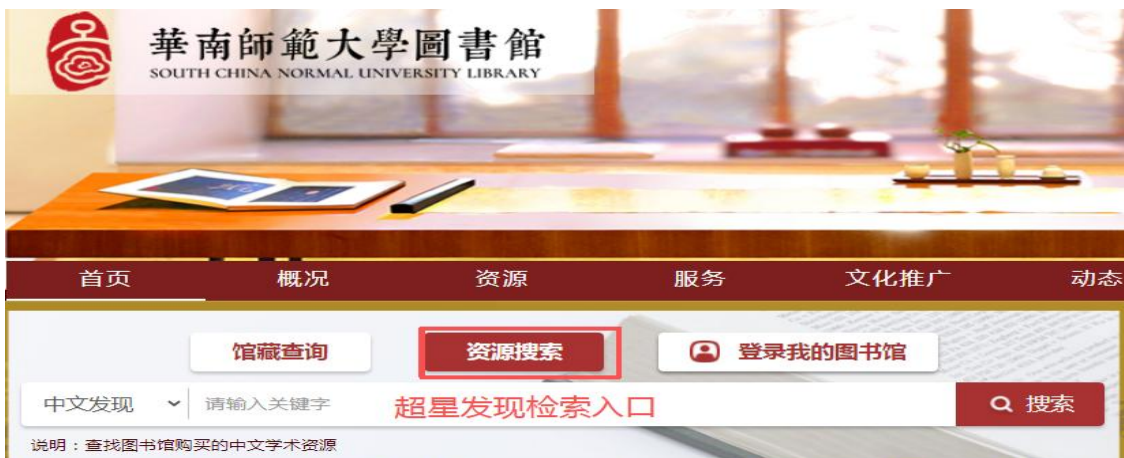 華南師範大學圖書館
SOUTH CHINA NORMAL UNIVERSITY LIBRARY
首页 概况 资源 服务 文化推广 动态
馆藏查询 资源搜索 登录我的图书馆
中文发现 请输入关键字 超星发现检索入口 搜索
说明：查找图书馆购买的中文学术资源